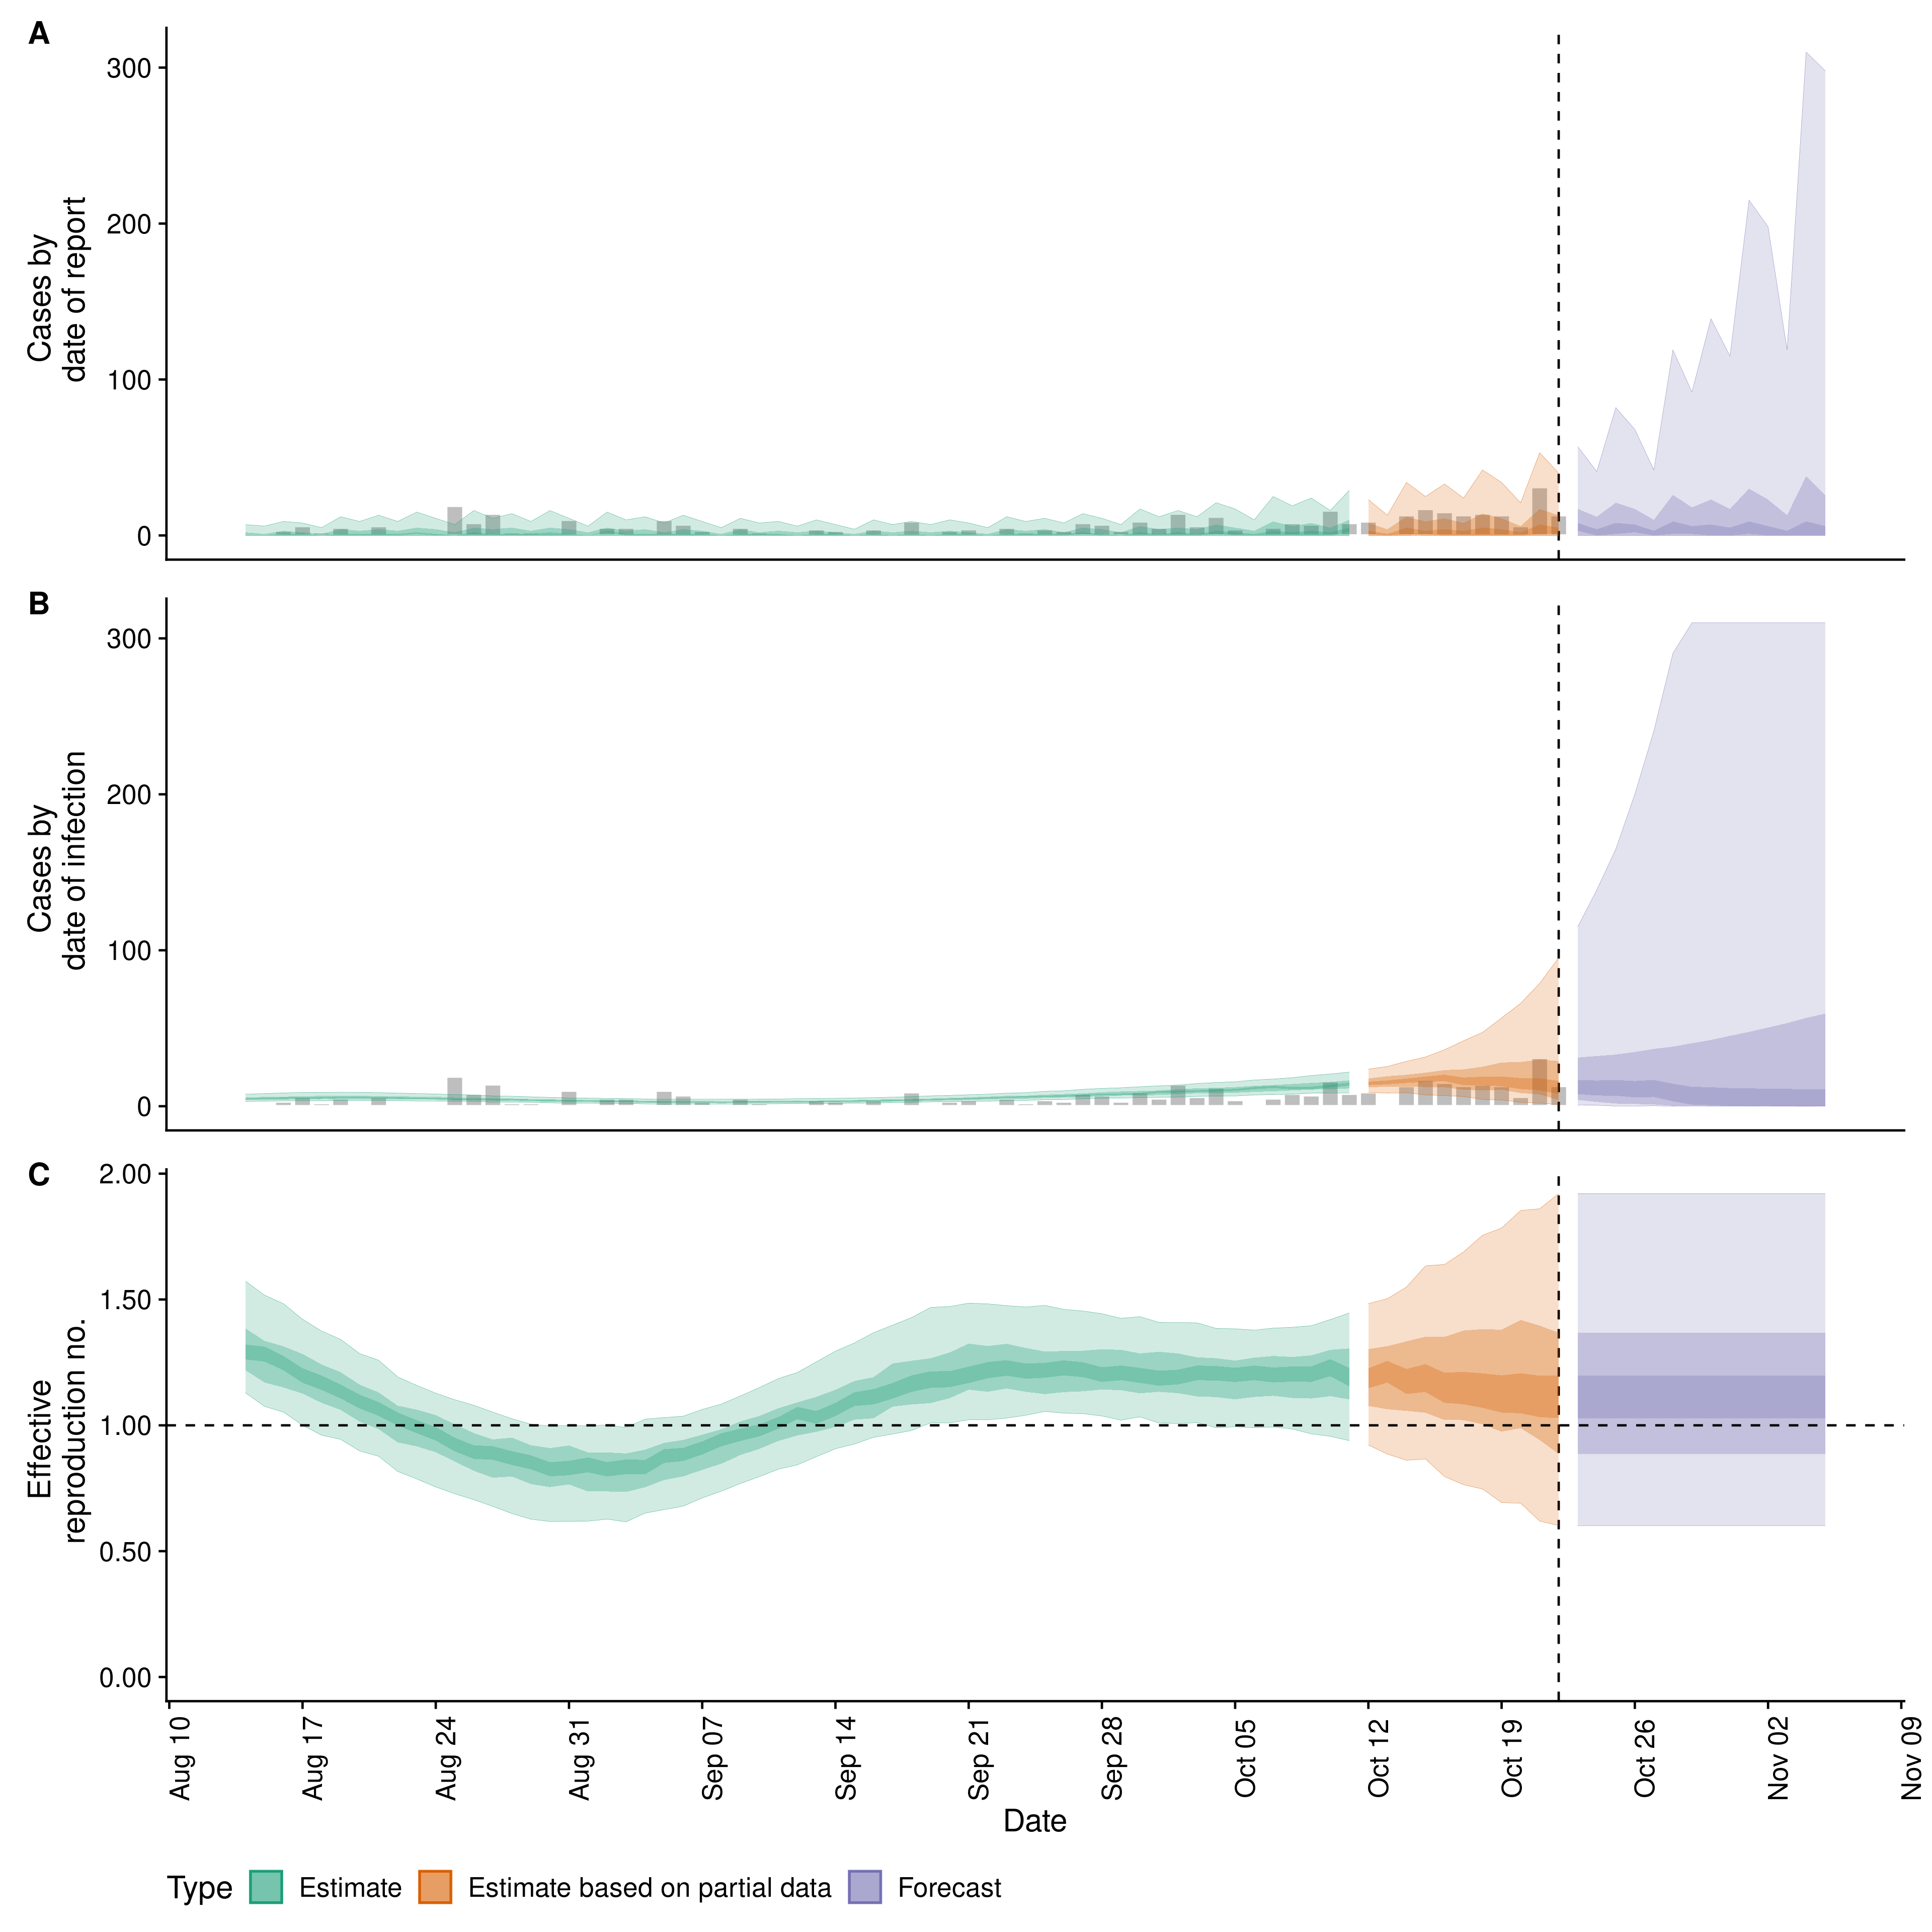 A
Cases by
date of report
300
200
100
0
B
Cases by
date of infection
300
200
100
0
C
Effective
reproduction no.
2.00
1.50
1.00
0.50
0.00
Aug 10
Aug 17
Aug 24
Aug 31
Sep 07
Sep 14
Sep 21
Sep 28
Oct 05
Oct 12
Oct 19
Oct 26
Nov 02
Nov 09
Date
Type Estimate Estimate based on partial data Forecast